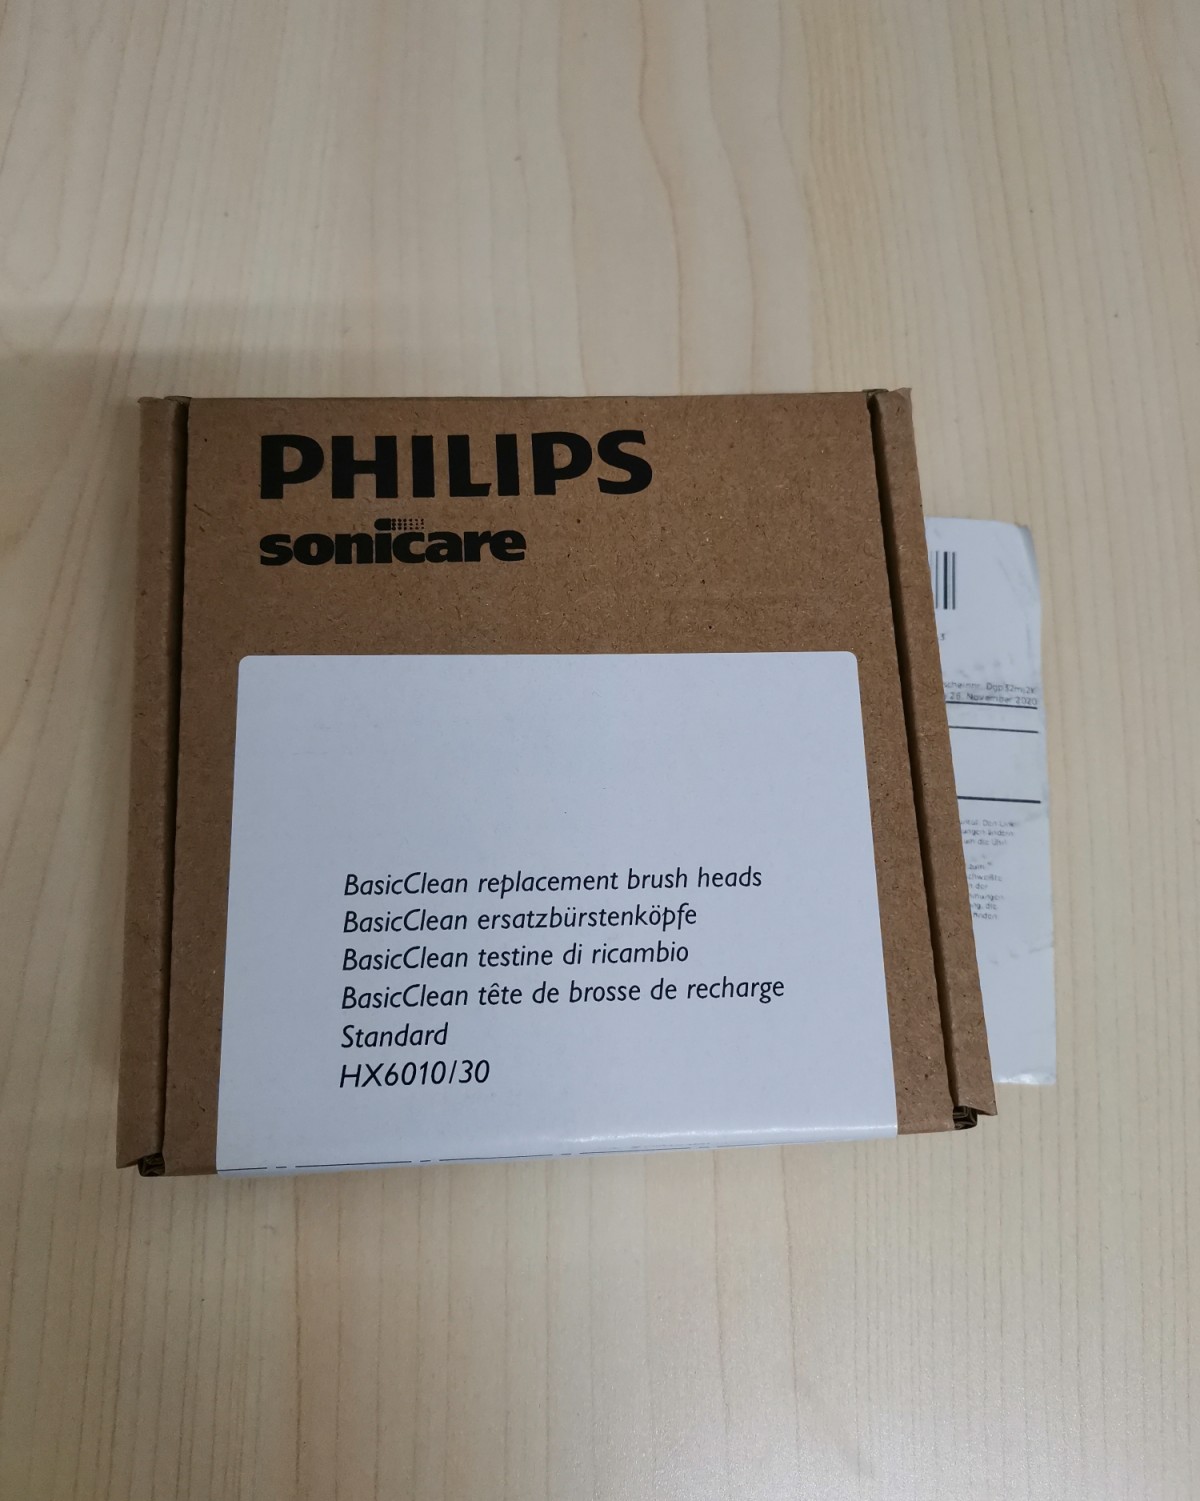 PHILIPS
sonicare
BasicClean replacement brush heads
BasicClean ersatzbürstenköpfe
BasicClean testine di ricambio
BasicClean tête de brosse de recharge
Standard
HX6010/30
28. November 2020